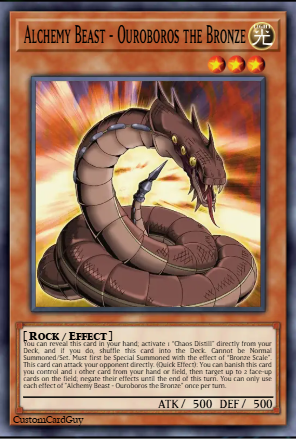 Alchemy Beast - Ouroboros the Bronze
LIGHT
光
[ Rock / Effect ]
You can reveal this card in your hand; activate 1 "Chaos Distill" directly from your
Deck, and if you do, shuffle this card into the Deck. Cannot be Normal
Summoned/Set. Must first be Special Summoned with the effect of "Bronze Scale".
This card can attack your opponent directly. (Quick Effect): You can banish this card
you control and 1 other card from your hand or field, then target up to 2 face-up
cards on the field; negate their effects until the end of this turn. You can only use
each effect of "Alchemy Beast - Ouroboros the Bronze" once per turn.
ATK / 500 DEF / 500
CustomCardGuy